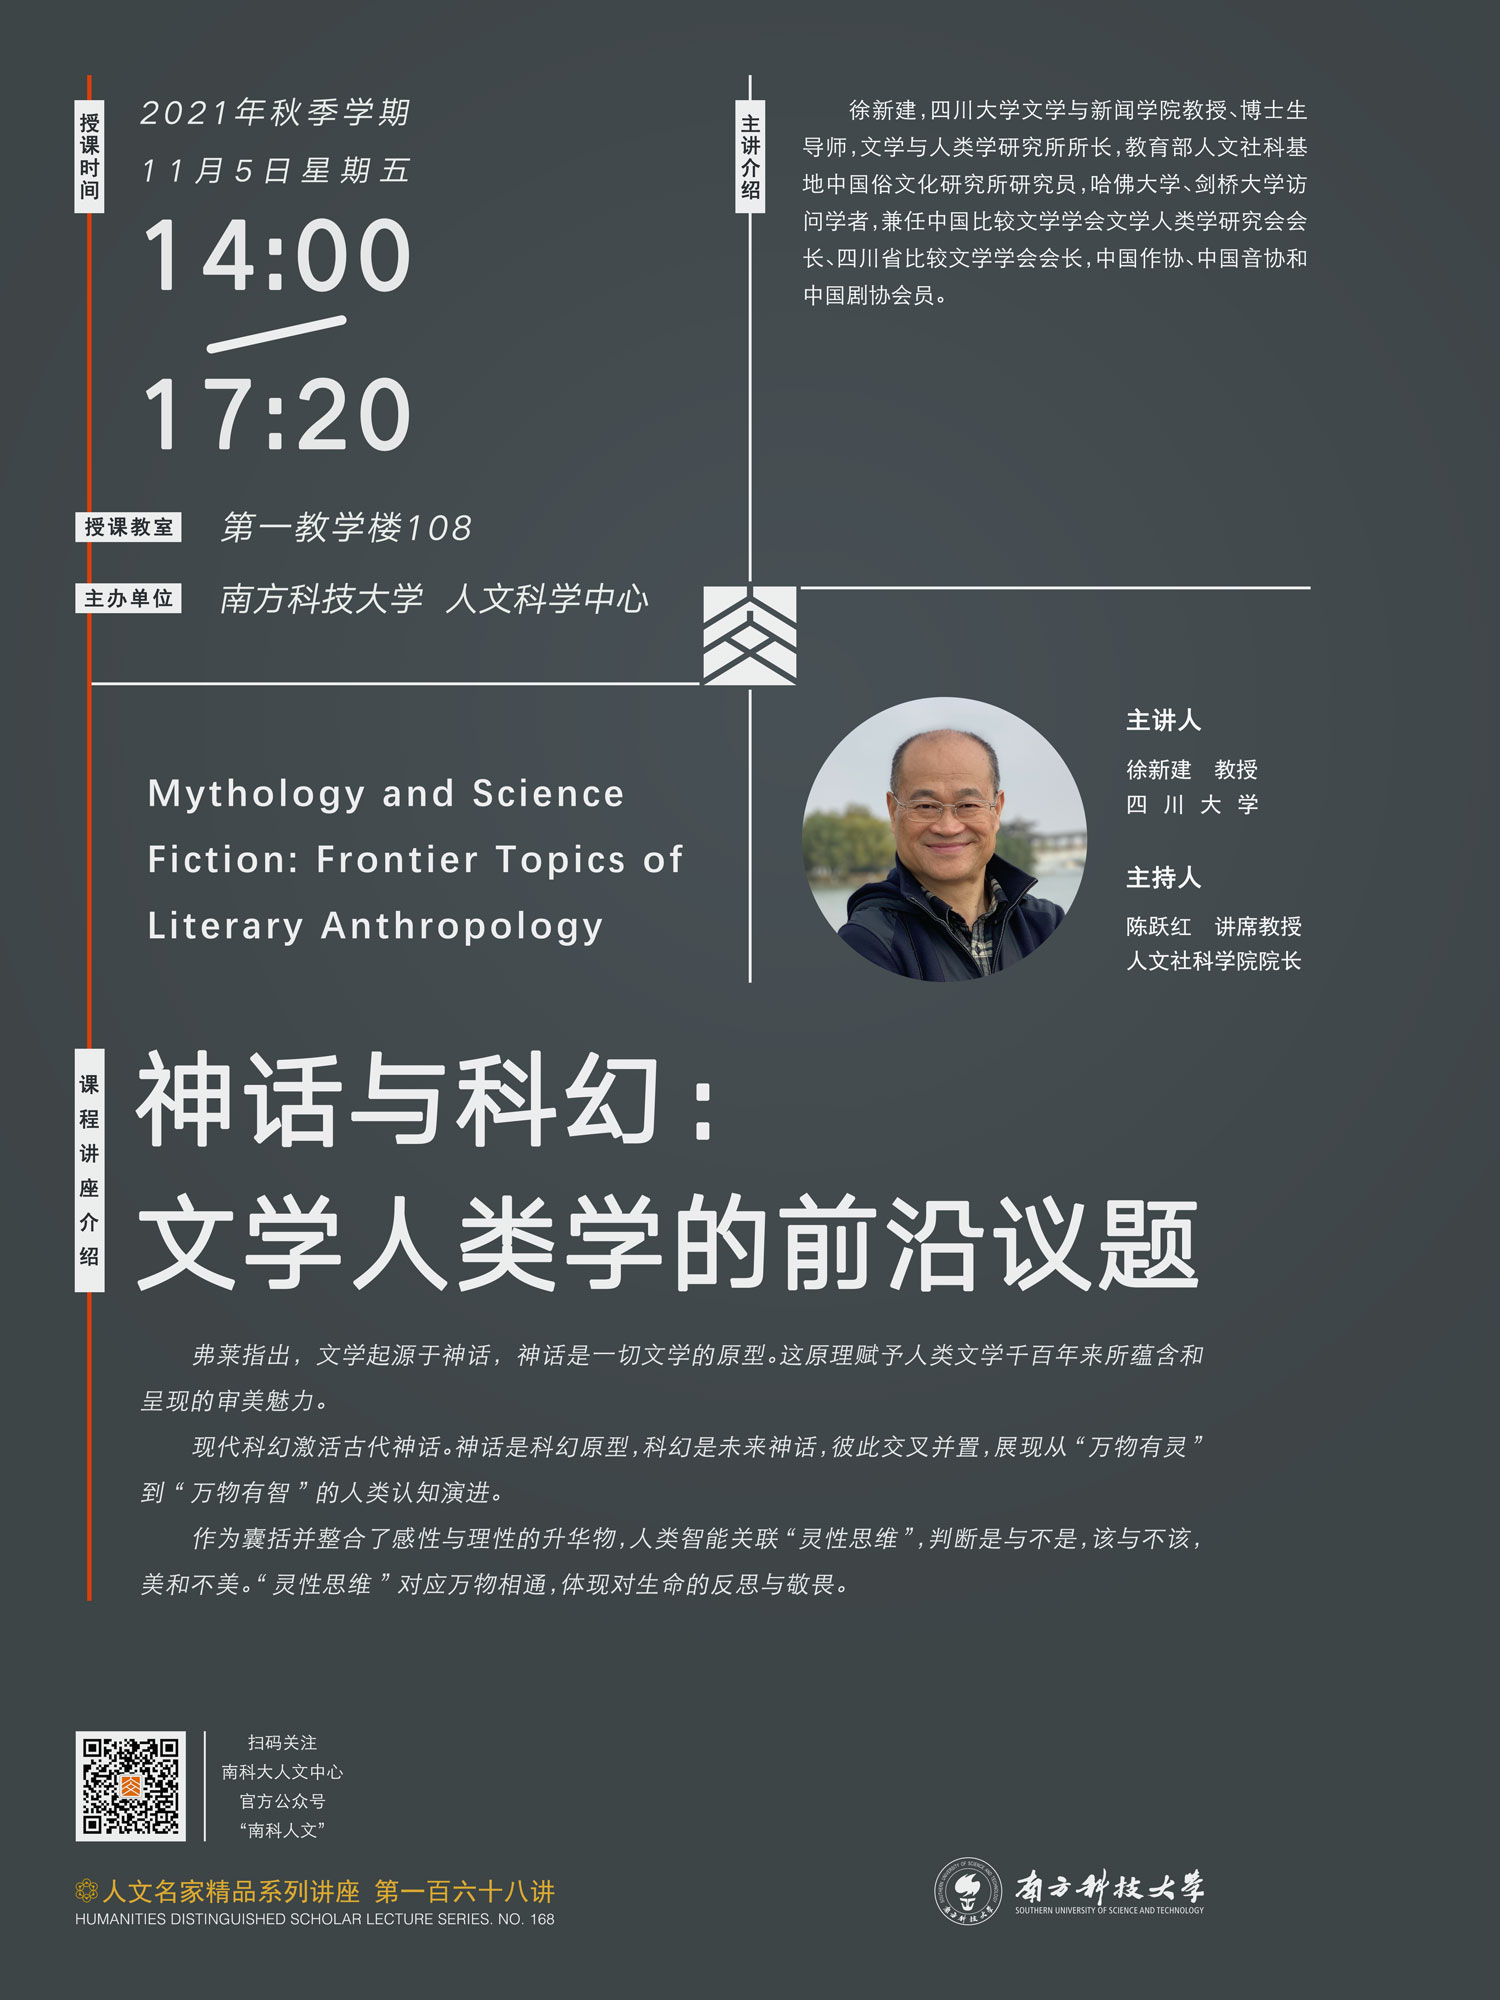 授课时间
2021年秋季学期
11月5日星期五
14:00
17:20
授课教室
第一教学楼108
主办单位
南方科技大学 人文科学中心
主讲介绍
徐新建,四川大学文学与新闻学院教授、博士生
导师,文学与人类学研究所所长,教育部人文社科基
地中国俗文化研究所研究员,哈佛大学、剑桥大学访
问学者,兼任中国比较文学学会文学人类学研究会会
长、四川省比较文学学会会长,中国作协、中国音协和
中国剧协会员。
Mythology and Science
Fiction: Frontier Topics of
Literary Anthropology
主讲人
徐新建 教授
四川大学
主持人
陈跃红 讲席教授
人文社科学院院长
课程讲座介绍
神话与科幻:
文学人类学的前沿议题
弗莱指出，文学起源于神话，神话是一切文学的原型。这原理赋予人类文学千百年来所蕴含和
呈现的审美魅力。
现代科幻激活古代神话。神话是科幻原型,科幻是未来神话,彼此交叉并置,展现从“万物有灵”
到“万物有智”的人类认知演进。
作为囊括并整合了感性与理性的升华物,人类智能关联“灵性思维”,判断是与不是,该与不该,
美和不美。“灵性思维”对应万物相通,体现对生命的反思与敬畏。
扫码关注
南科大人文中心
官方公众号
“南科人文”
人文名家精品系列讲座 第一百六十八讲
HUMANITIES DISTINGUISHED SCHOLAR LECTURE SERIES. NO. 168
SOUTHERN UNIVERSITY OF SCIENCE AND TECHNOLOGY
南方科技大学
南方科技大学
SOUTHERN UNIVERSITY OF SCIENCE AND TECHNOLOGY